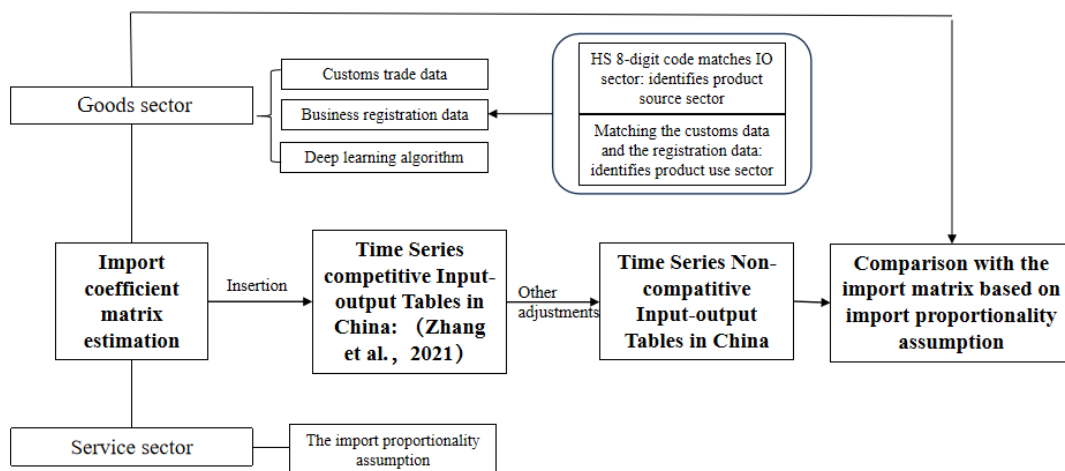 Goods sector
Customs trade data
Business registration data
Deep learning algorithm
HS 8-digit code matches IO
sector: identifies product
source sector
Matching the customs data
and the registration data:
identifies product use sector
Import
coefficient
matrix
estimation
Insertion
Time Series
competitive Input-
output Tables in
China: （Zhang
et al.，2021）
Other
adjustments
Time Series Non-
compatitive
Input-output
Tables in China
Comparison with the
import matrix based on
import proportionality
assumption
Service sector
The import proportionality
assumption